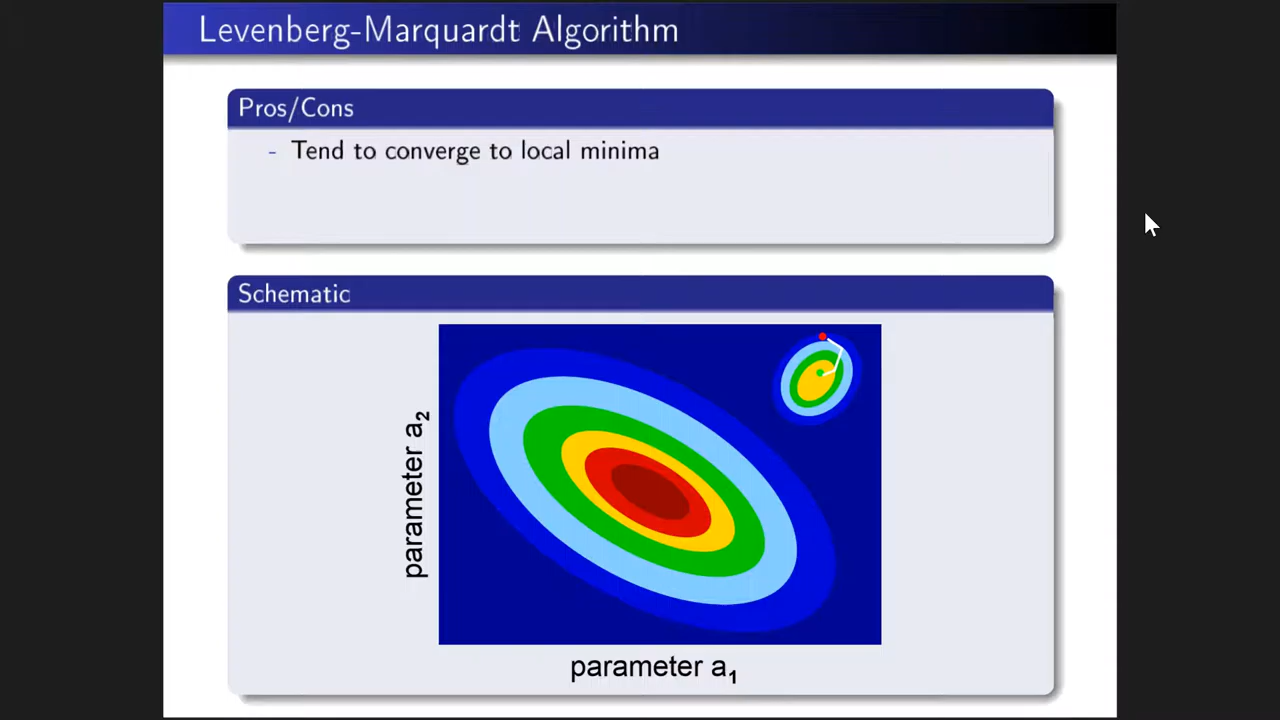 Levenberg-Marquardt Algorithm
Pros/Cons
- Tend to converge to local minima
Schematic
parameter a2
parameter a1